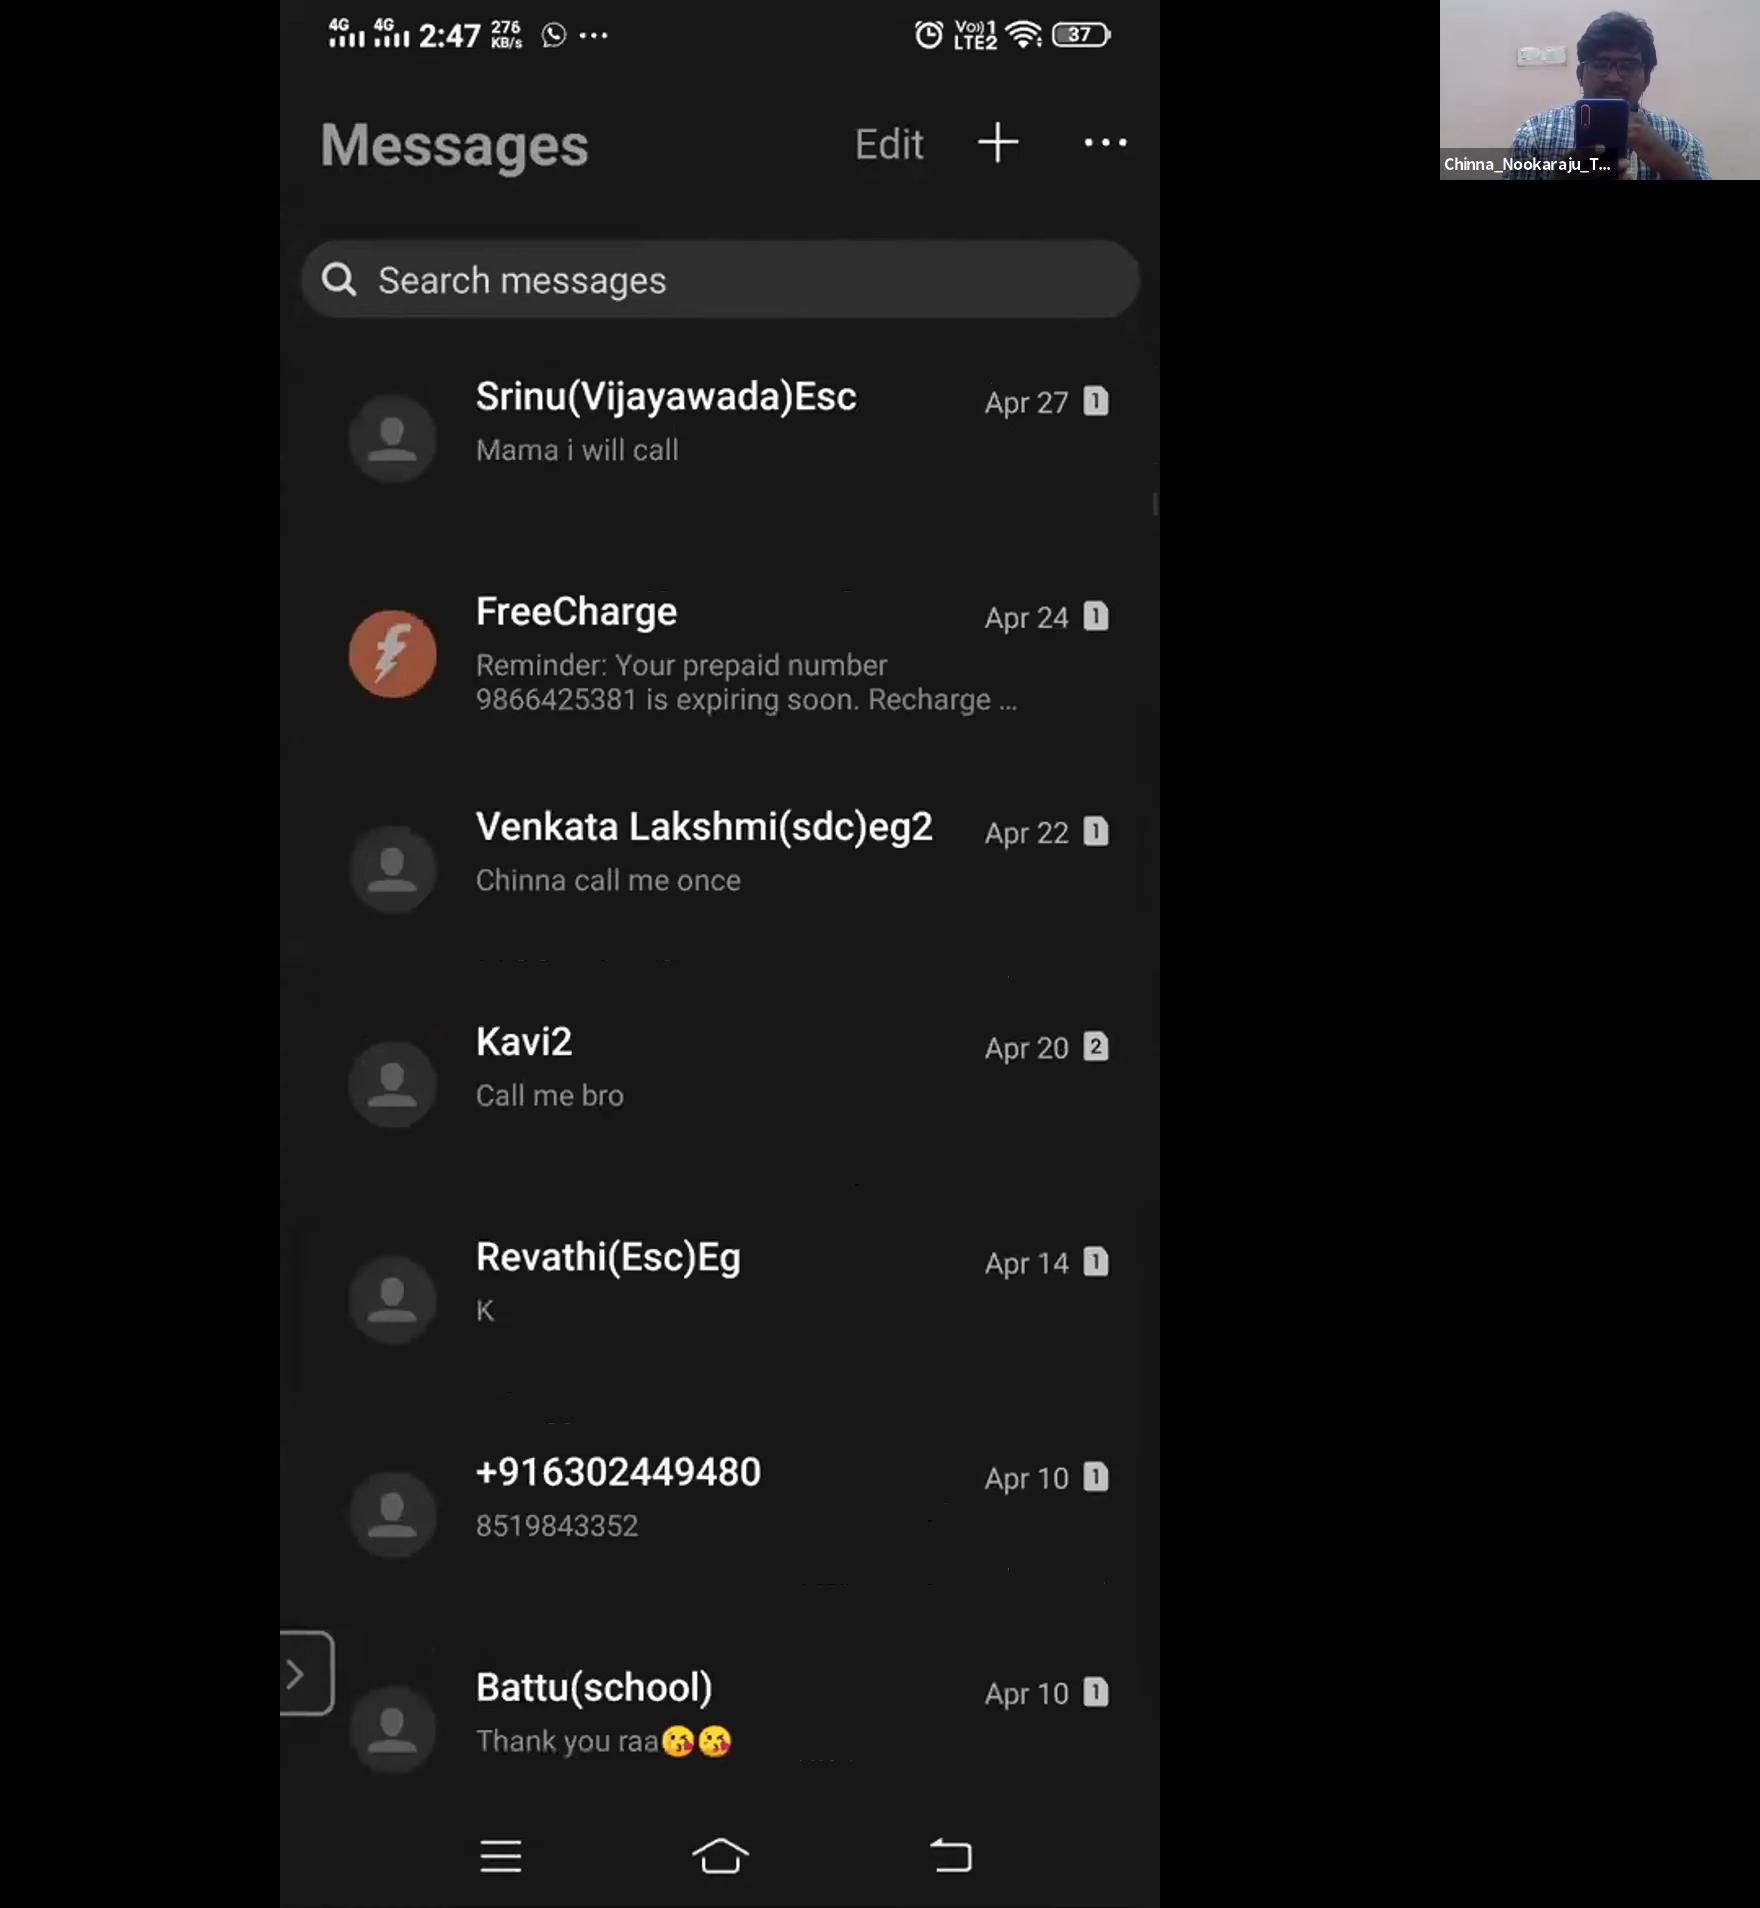 4G 4G 2:47 276 KB/s ... Vo)) 1 LTE2 37
Messages Edit + ...
Search messages
Srinu(Vijayawada)Esc Apr 27 1
Mama i will call
FreeCharge Apr 24 1
Reminder: Your prepaid number
9866425381 is expiring soon. Recharge ...
Venkata Lakshmi(sdc)eg2 Apr 22 1
Chinna call me once
Kavi2 Apr 20 2
Call me bro
Revathi(Esc)Eg Apr 14 1
K
+916302449480 Apr 10 1
8519843352
Battu(school) Apr 10 1
Thank you raa😘😘
Chinna_Nookaraju_T...